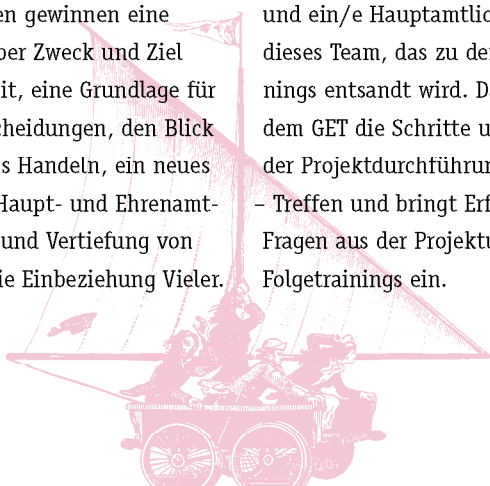 en gewinnen eine
ber Zweck und Ziel
it, eine Grundlage für
cheidungen, den Blick
s Handeln, ein neues
Haupt- und Ehrenamt-
und Vertiefung von
ie Einbeziehung Vieler.
und ein/e Hauptamtlic
dieses Team, das zu de
nings entsandt wird. D
dem GET die Schritte u
der Projektdurchführun
– Treffen und bringt Erf
Fragen aus der Projektu
Folgetrainings ein.